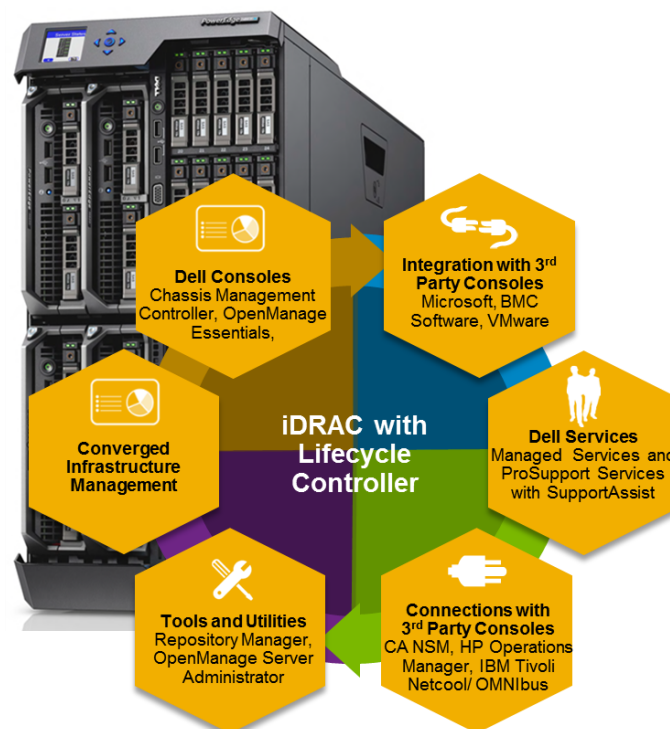 PowerEdge
DELL
Dell Consoles
Chassis Management
Controller, OpenManage
Essentials,
Integration with 3rd
Party Consoles
Microsoft, BMC
Software, VMware
Converged
Infrastructure
Management
iDRAC with
Lifecycle
Controller
Dell Services
Managed Services and
ProSupport Services
with SupportAssist
Tools and Utilities
Repository Manager,
OpenManage Server
Administrator
Connections with
3rd Party Consoles
CA NSM, HP Operations
Manager, IBM Tivoli
Netcool/ OMNIbus